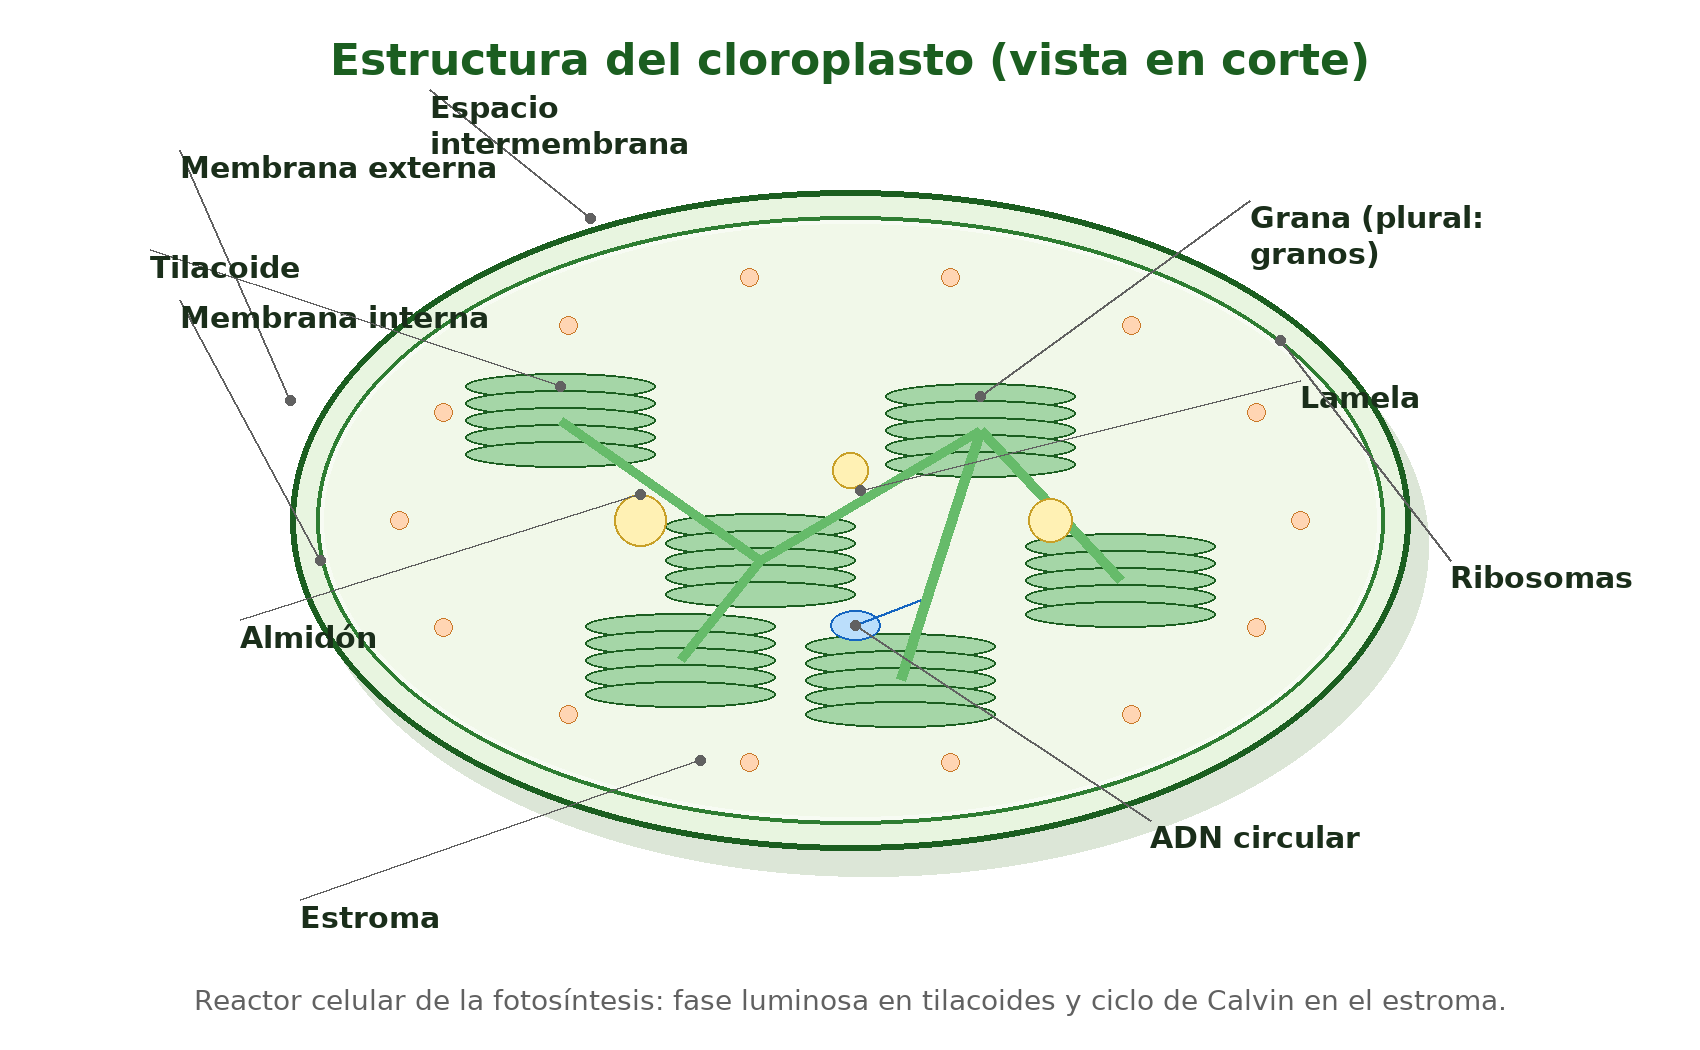 Estructura del cloroplasto (vista en corte)
Espacio
intermembrana
Membrana externa
Grana (plural:
granos)
Tilacoide
Membrana interna
Lamela
Ribosomas
Almidón
ADN circular
Estroma
Reactor celular de la fotosíntesis: fase luminosa en tilacoides y ciclo de Calvin en el estroma.